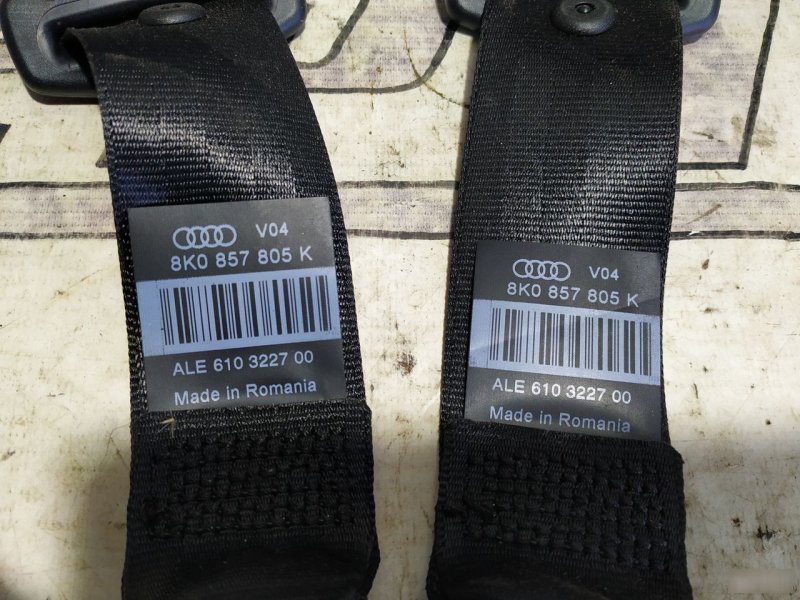 V04
8K0 857 805 K
ALE 610 3227 00
Made in Romania
V04
8K0 857 805 K
ALE 610 3227 00
Made in Romania